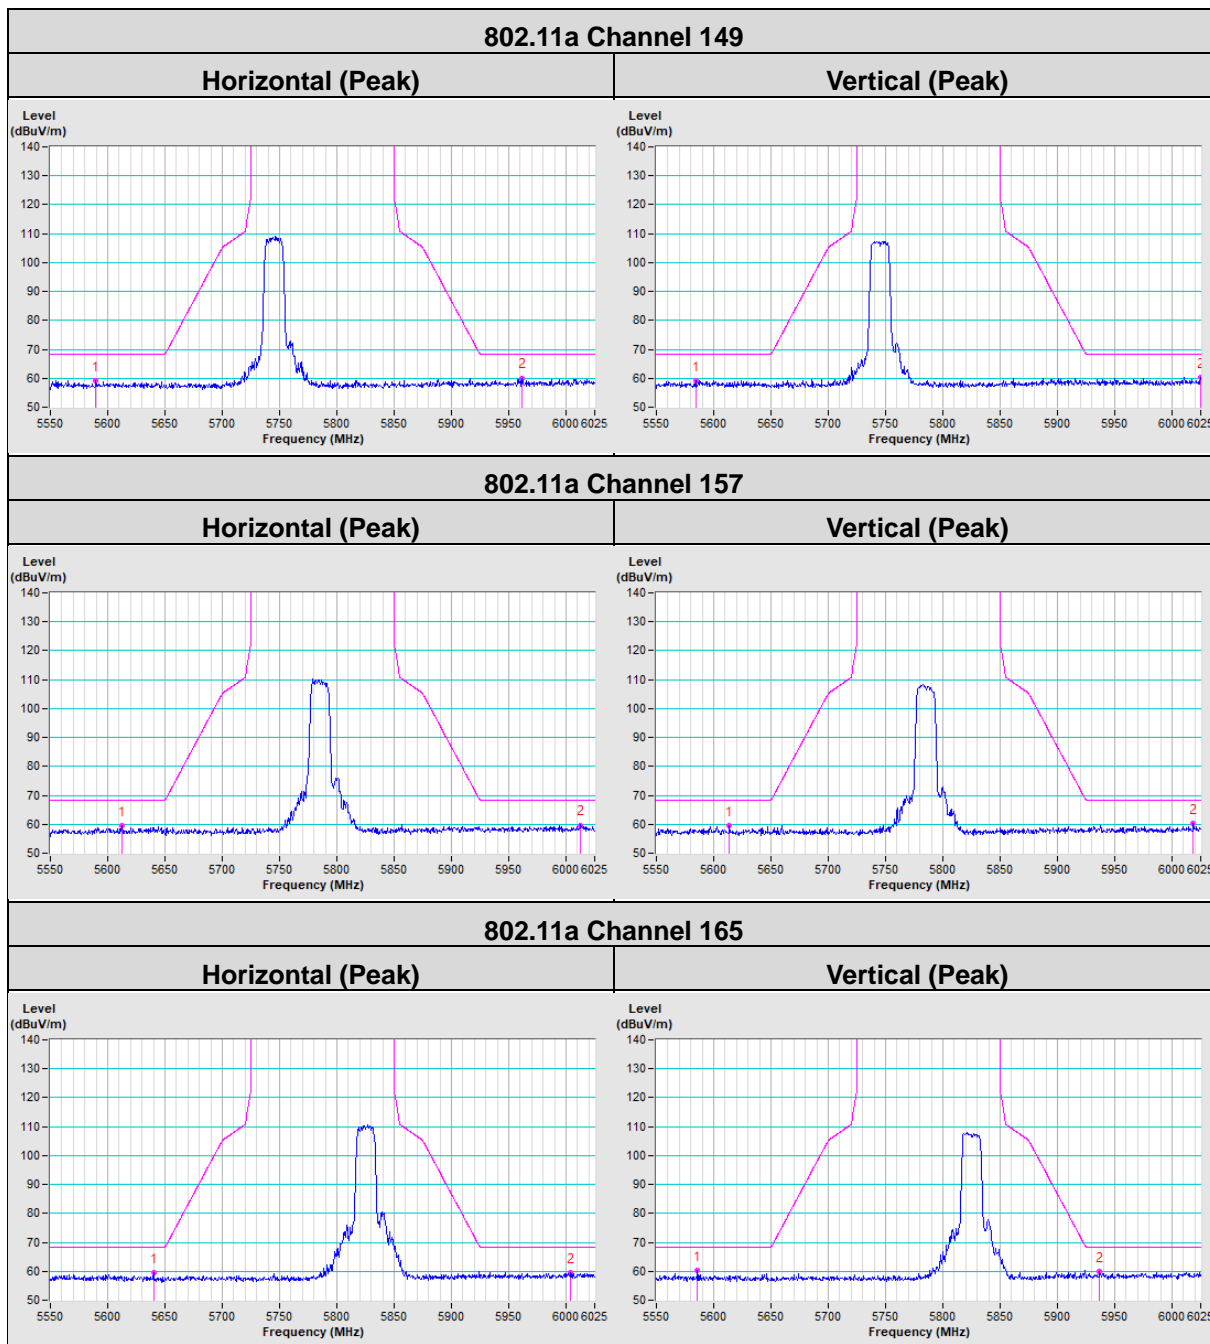 802.11a Channel 149
Horizontal (Peak) Vertical (Peak)
Level Level
(dBuV/m) (dBuV/m)
140 140
130 130
120 120
110 110
100 100
90 90
80 80
70 70
1 2 1 2
60 60
50 50
5550 5600 5650 5700 5750 5800 5850 5900 5950 6000 6025 5550 5600 5650 5700 5750 5800 5850 5900 5950 6000 6025
Frequency (MHz) Frequency (MHz)
802.11a Channel 157
Horizontal (Peak) Vertical (Peak)
Level Level
(dBuV/m) (dBuV/m)
140 140
130 130
120 120
110 110
100 100
90 90
80 80
70 70
1 2 1 2
60 60
50 50
5550 5600 5650 5700 5750 5800 5850 5900 5950 6000 6025 5550 5600 5650 5700 5750 5800 5850 5900 5950 6000 6025
Frequency (MHz) Frequency (MHz)
802.11a Channel 165
Horizontal (Peak) Vertical (Peak)
Level Level
(dBuV/m) (dBuV/m)
140 140
130 130
120 120
110 110
100 100
90 90
80 80
70 70
1 2 1 2
60 60
50 50
5550 5600 5650 5700 5750 5800 5850 5900 5950 6000 6025 5550 5600 5650 5700 5750 5800 5850 5900 5950 6000 6025
Frequency (MHz) Frequency (MHz)